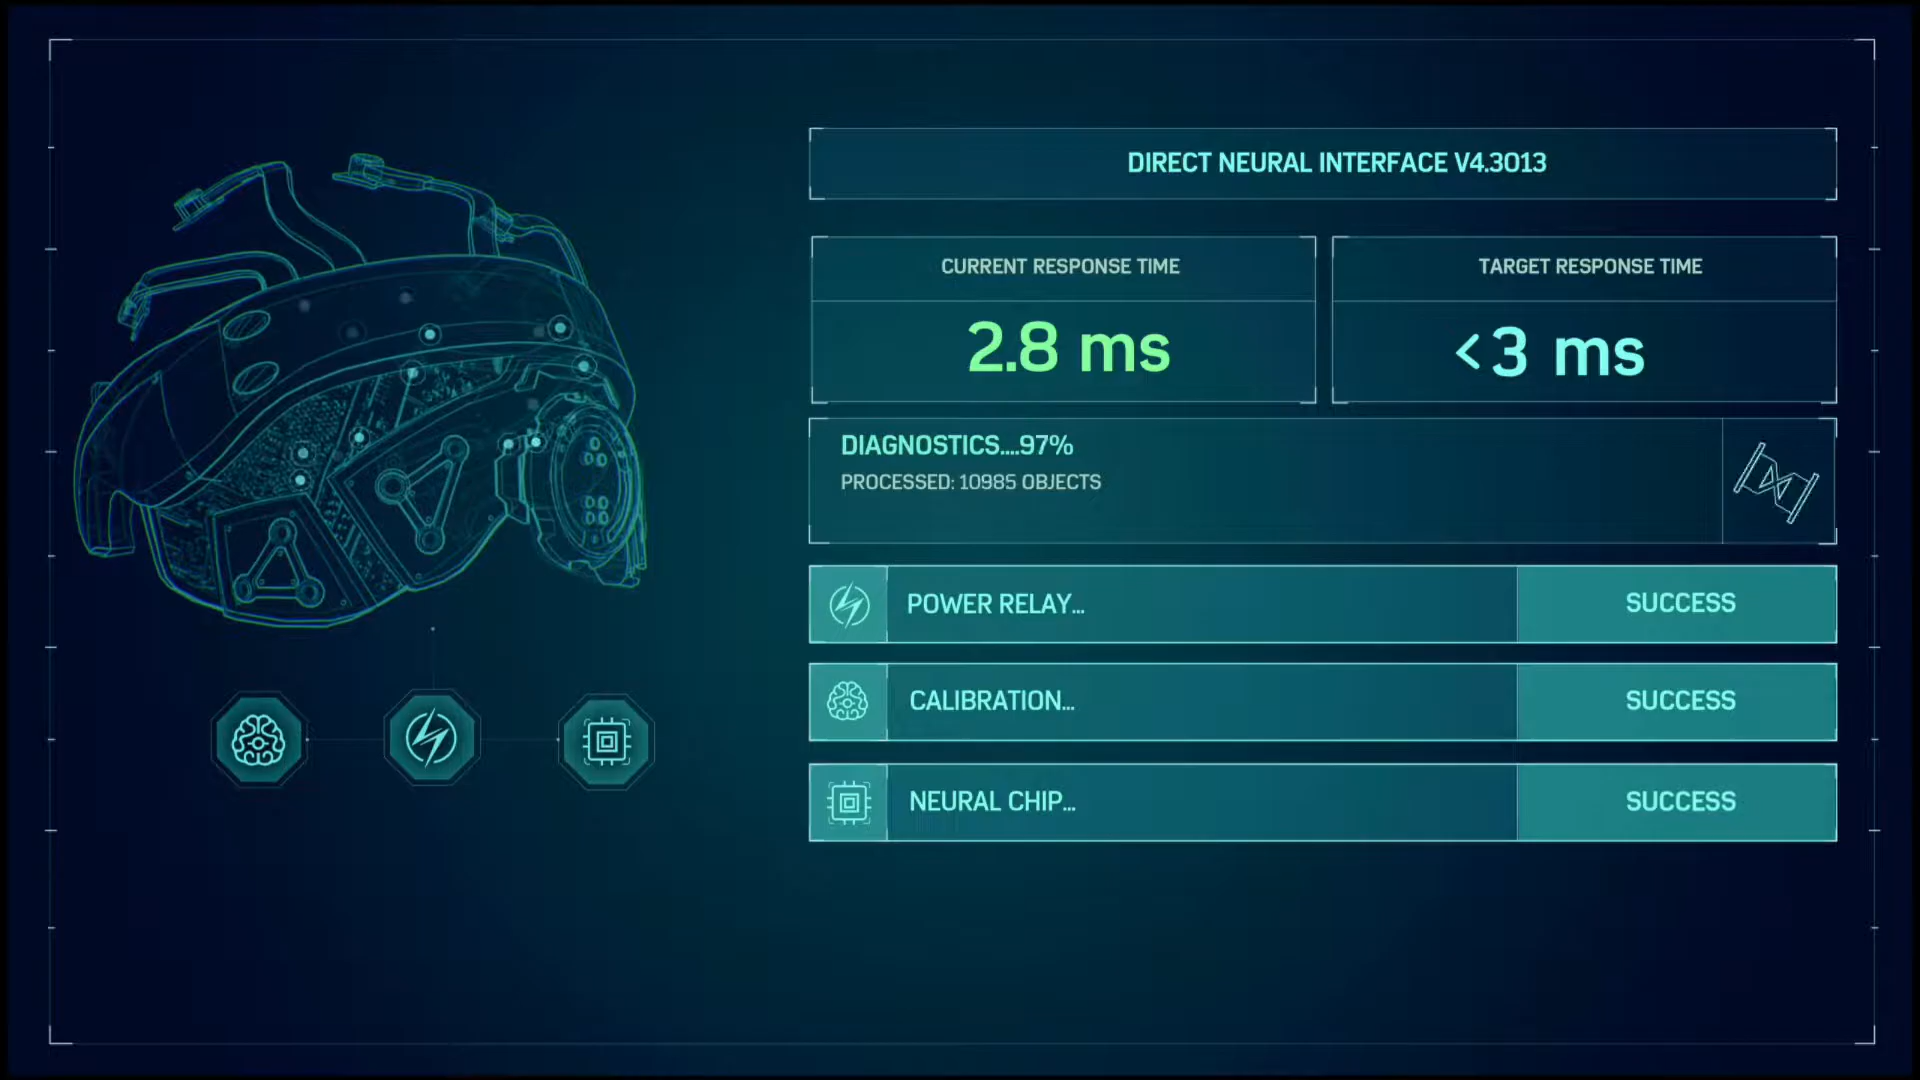 DIRECT NEURAL INTERFACE V4.3013
CURRENT RESPONSE TIME
TARGET RESPONSE TIME
2.8 ms
<3 ms
DIAGNOSTICS....97%
PROCESSED: 10985 OBJECTS
POWER RELAY...
SUCCESS
CALIBRATION...
SUCCESS
NEURAL CHIP...
SUCCESS